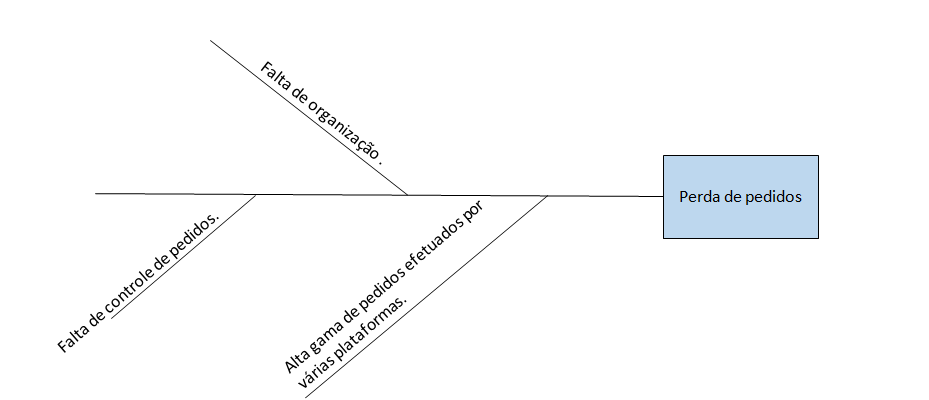 Falta de organização .
Perda de pedidos
Falta de controle de pedidos.
Alta gama de pedidos efetuados por
várias plataformas.